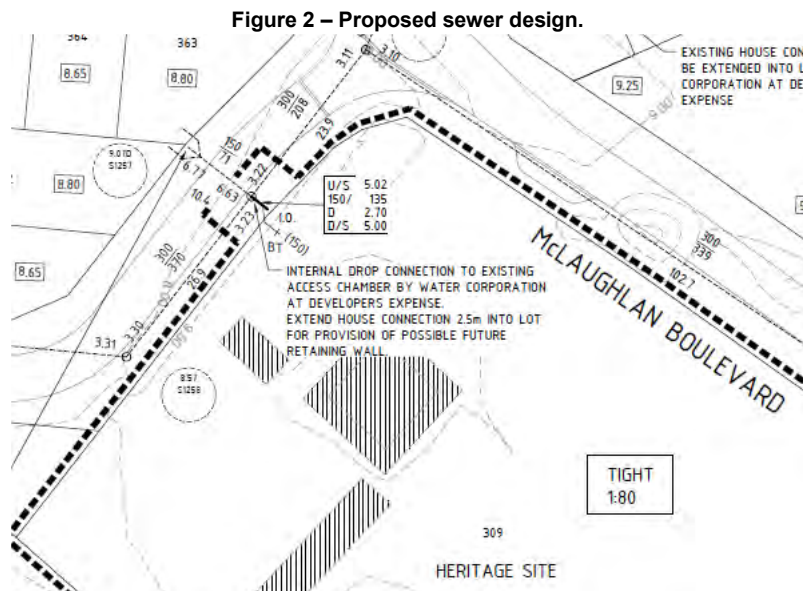 Figure 2 – Proposed sewer design.
364
363
8.65
8.80
3.11
3.10
EXISTING HOUSE CON
BE EXTENDED INTO
CORPORATION AT DE
EXPENSE
9.25
300
208
23.9
150
71
9.01D
S1257
6.77
6.63
3.22
8.80
10.4
3.23
U/S 5.02
150/ 135
D 2.70
D/S 5.00
I.D.
(150)
BT
300
339
102.7
McLAUGHLAN BOULEVARD
8.65
300
370
26.9
INTERNAL DROP CONNECTION TO EXISTING
ACCESS CHAMBER BY WATER CORPORATION
AT DEVELOPERS EXPENSE.
EXTEND HOUSE CONNECTION 2.5m INTO LOT
FOR PROVISION OF POSSIBLE FUTURE
RETAINING WALL.
3.31
3.30
8.57
S1258
TIGHT
1:80
309
HERITAGE SITE